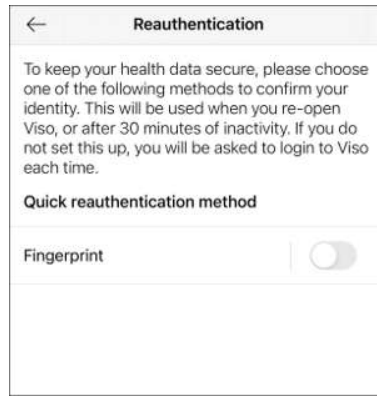 Reauthentication
To keep your health data secure, please choose
one of the following methods to confirm your
identity. This will be used when you re-open
Viso, or after 30 minutes of inactivity. If you do
not set this up, you will be asked to login to Viso
each time.
Quick reauthentication method
Fingerprint